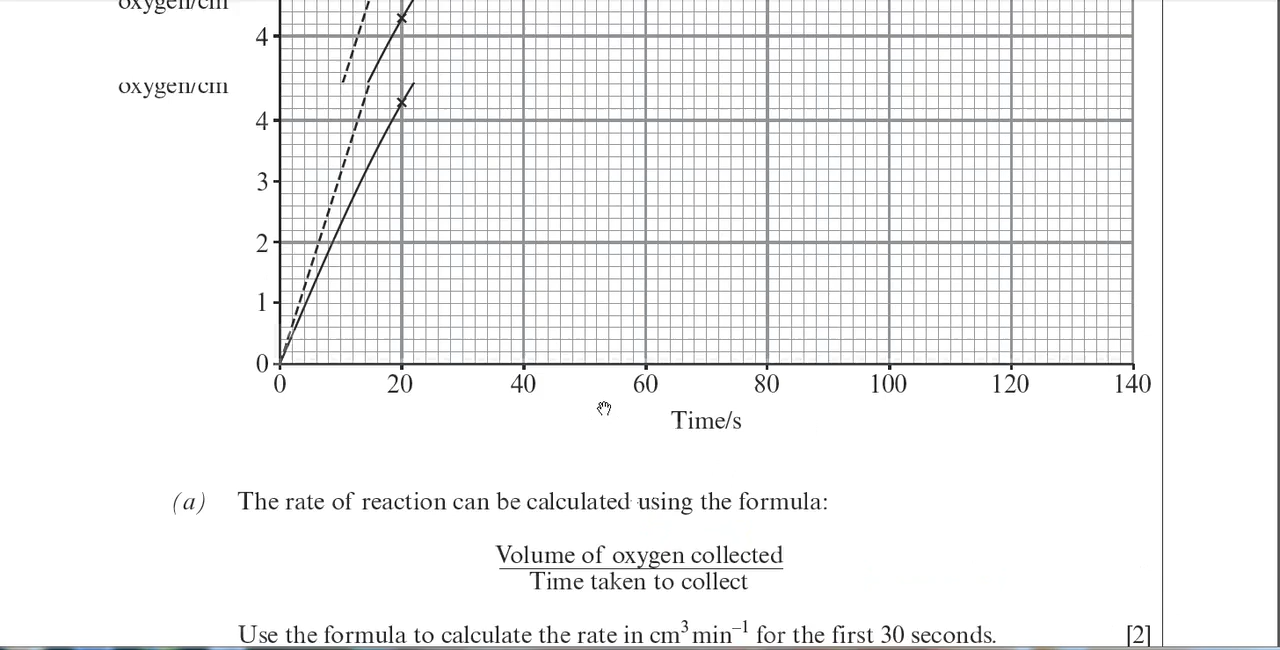 oxygen/cm
4
oxygen/cm
4
3
2
1
0
0 20 40 60 80 100 120 140
Time/s
(a) The rate of reaction can be calculated using the formula:
Volume of oxygen collected
Time taken to collect
Use the formula to calculate the rate in cm³ min⁻¹ for the first 30 seconds. [2]